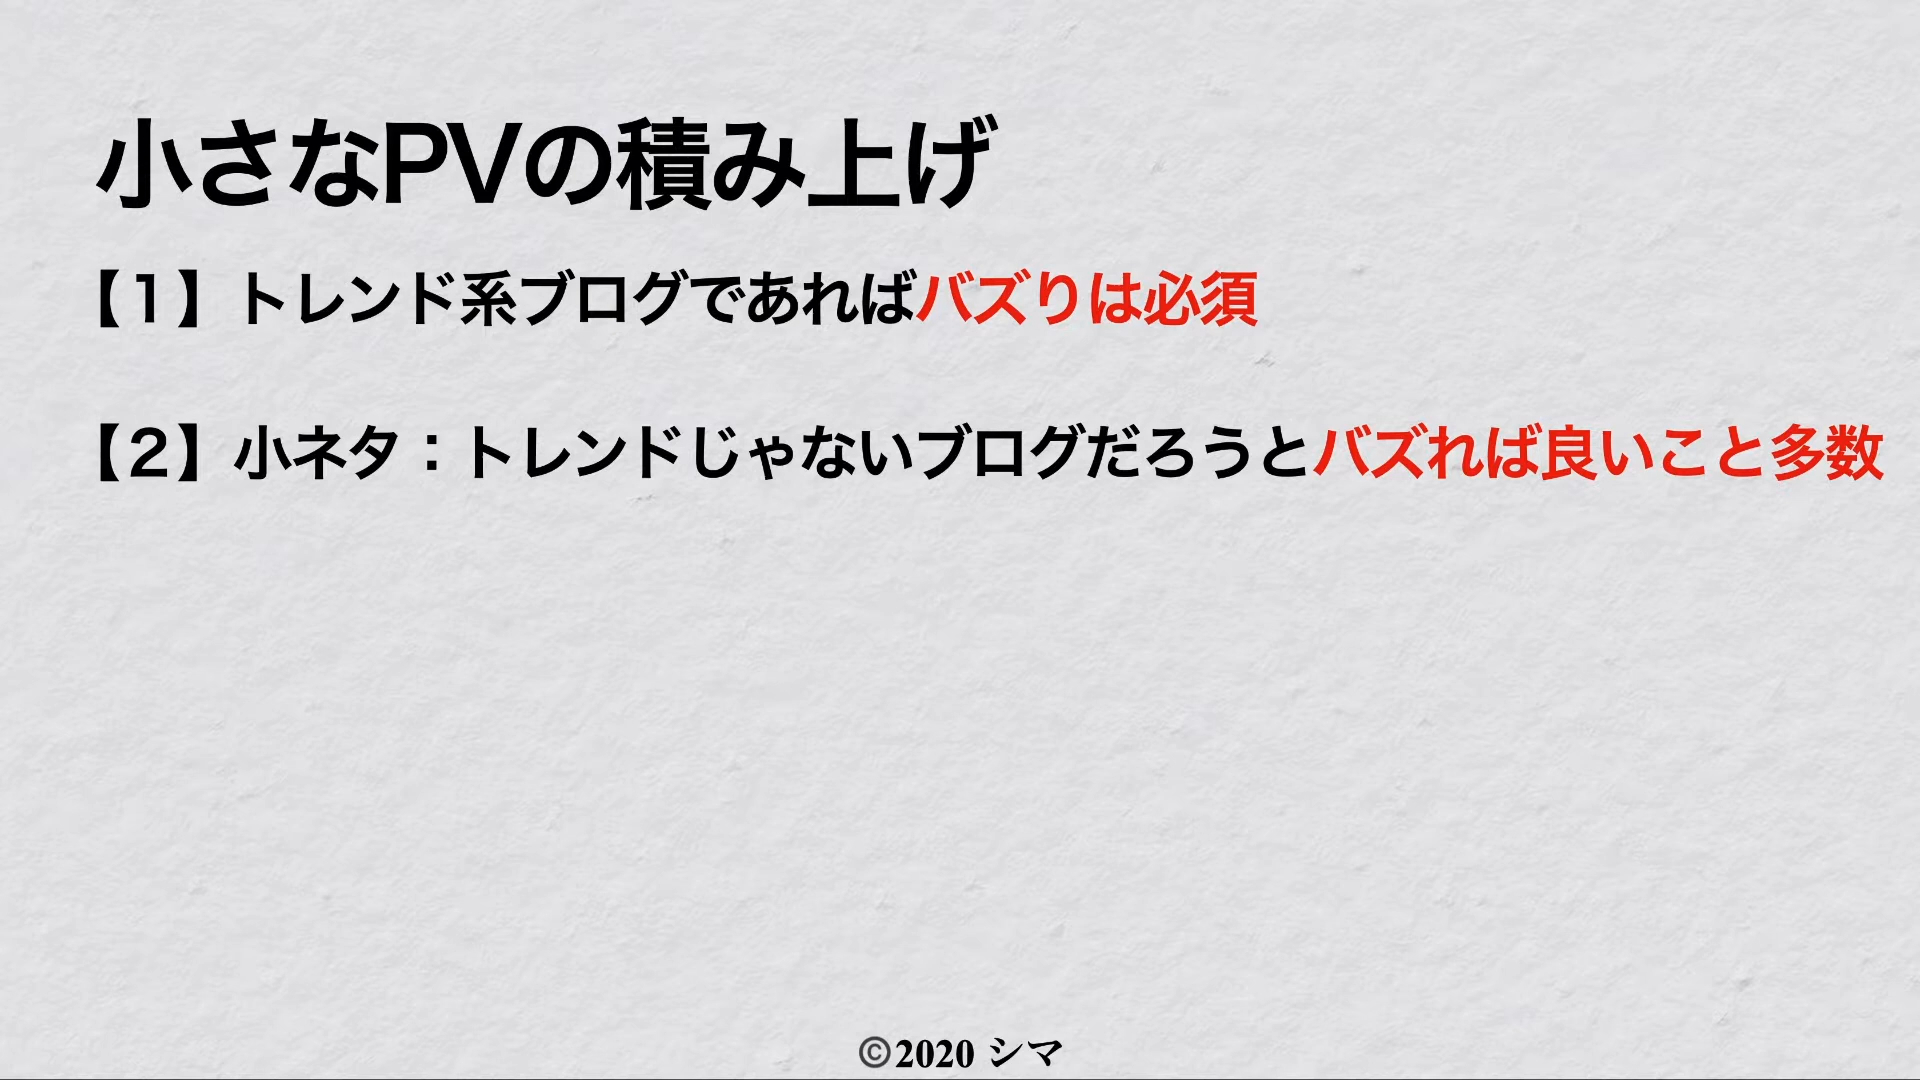 小さなPVの積み上げ
【1】トレンド系ブログであればバズりは必須
【2】小ネタ：トレンドじゃないブログだろうとバズれば良いこと多数
©2020 シマ